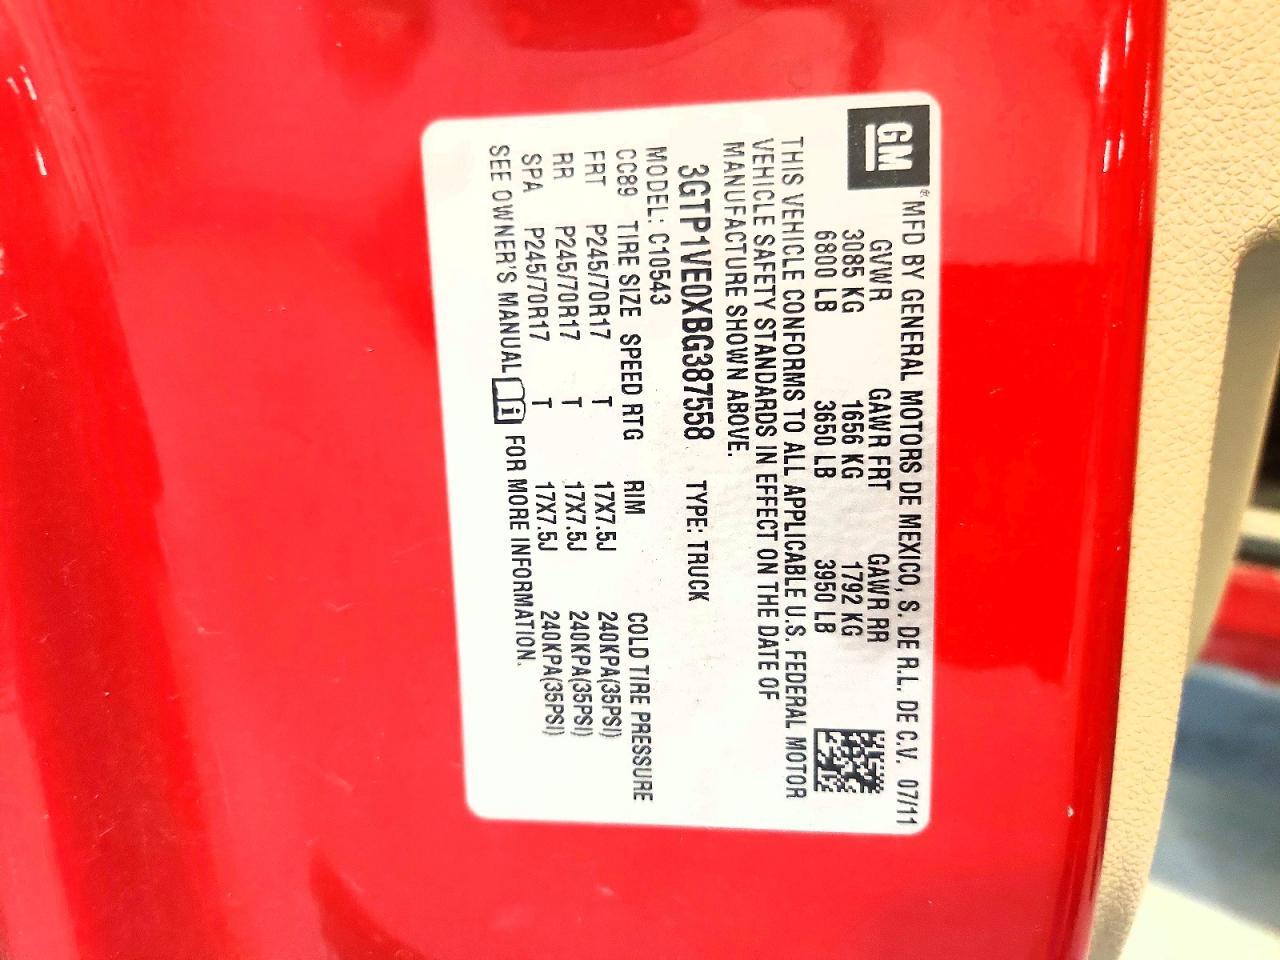 GM
® MFD BY GENERAL MOTORS DE MEXICO, S. DE R.L. DE C.V. 07/11
GVWR GAWR FRT GAWR RR
3085 KG 1656 KG 1792 KG
6800 LB 3650 LB 3950 LB
THIS VEHICLE CONFORMS TO ALL APPLICABLE U.S. FEDERAL MOTOR
VEHICLE SAFETY STANDARDS IN EFFECT ON THE DATE OF
MANUFACTURE SHOWN ABOVE.
3GTP1VE0XBG387558 TYPE: TRUCK
MODEL: C10543
CC89 TIRE SIZE SPEED RTG RIM COLD TIRE PRESSURE
FRT P245/70R17 T 17X7.5J 240KPA(35PSI)
RR P245/70R17 T 17X7.5J 240KPA(35PSI)
SPA P245/70R17 T 17X7.5J 240KPA(35PSI)
SEE OWNER'S MANUAL i FOR MORE INFORMATION.